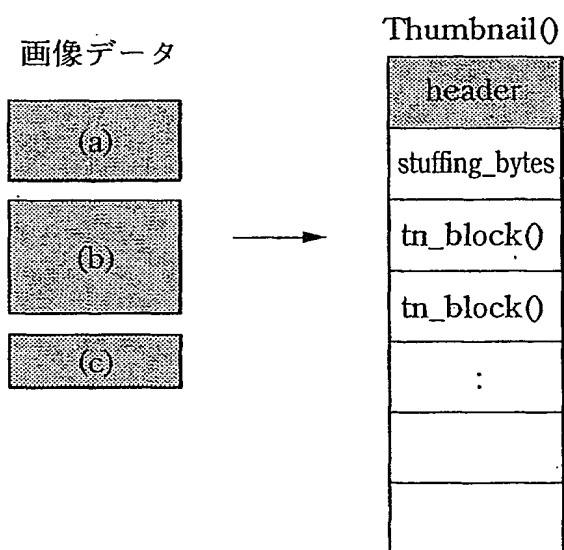 画像データ
(a)
(b)
(c)
Thumbnail()
header
stuffing_bytes
tn_block()
tn_block()
: